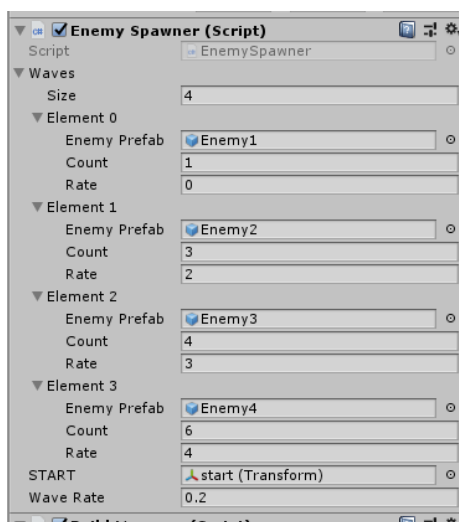 Enemy Spawner (Script)
Script EnemySpawner
Waves
Size 4
Element 0
Enemy Prefab Enemy1
Count 1
Rate 0
Element 1
Enemy Prefab Enemy2
Count 3
Rate 2
Element 2
Enemy Prefab Enemy3
Count 4
Rate 3
Element 3
Enemy Prefab Enemy4
Count 6
Rate 4
START start (Transform)
Wave Rate 0.2